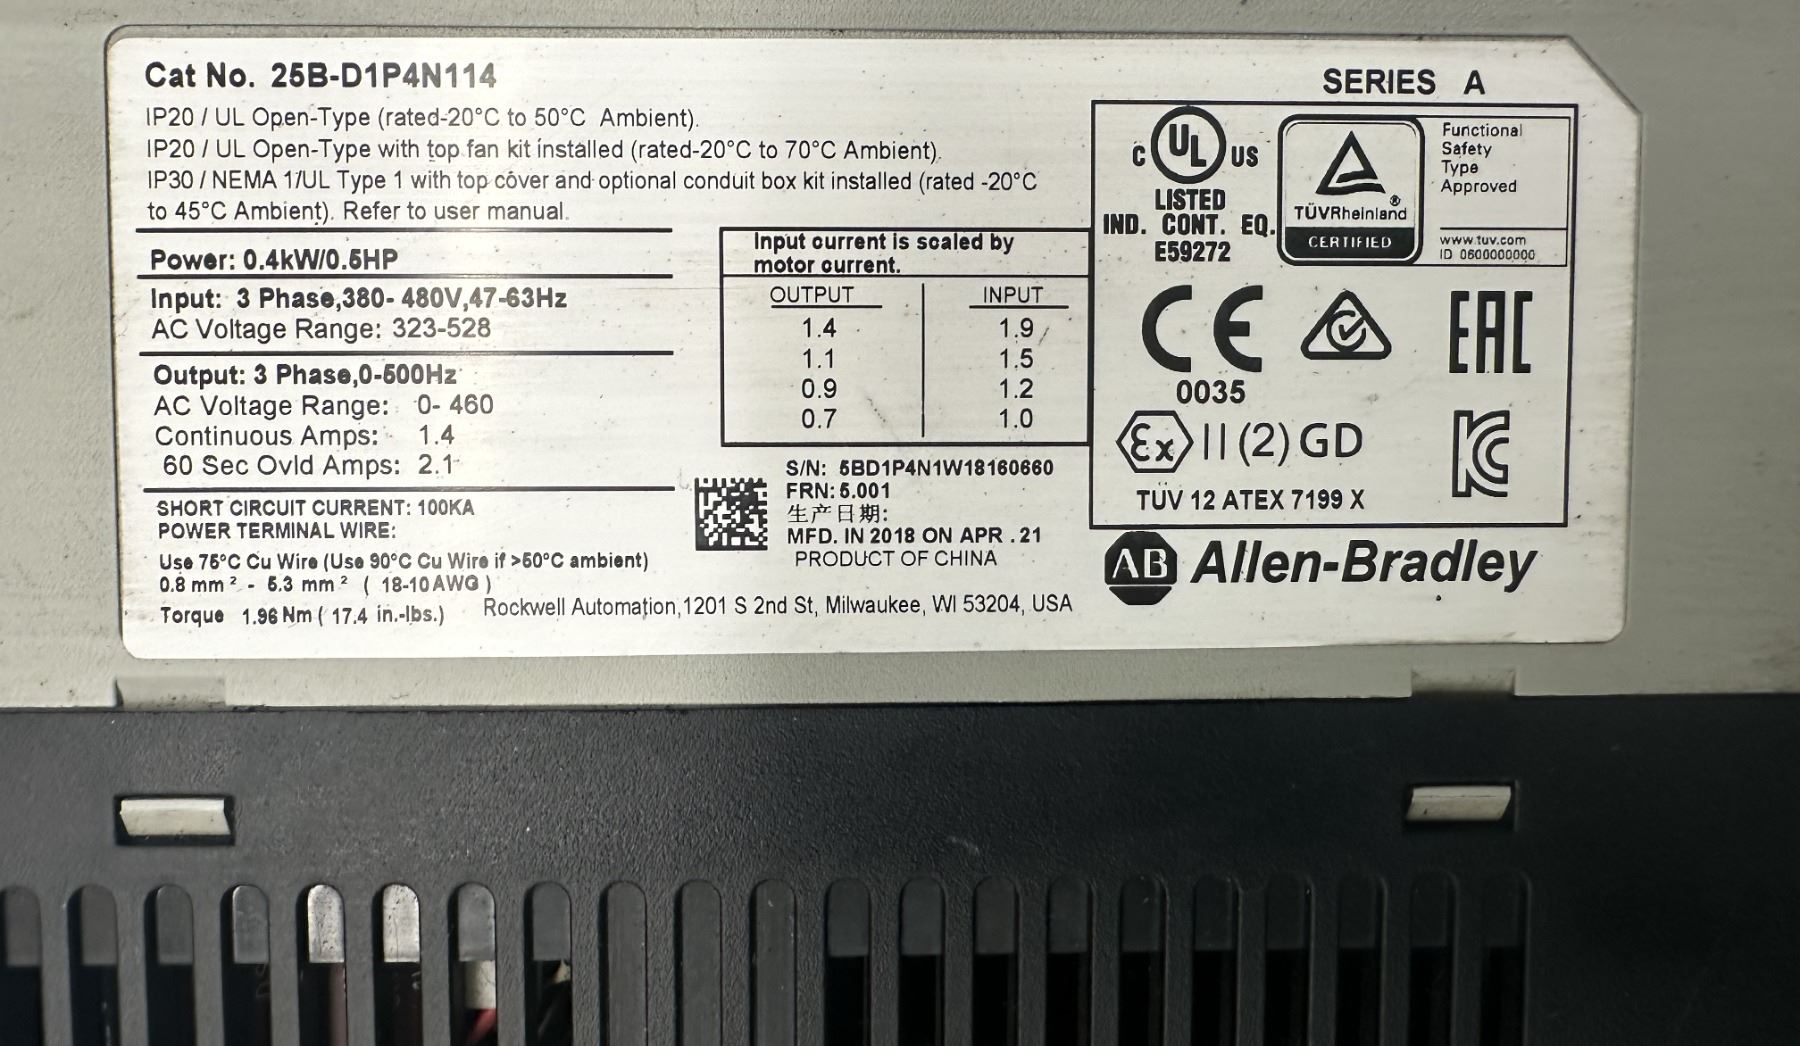 Cat No. 25B-D1P4N114
SERIES A
IP20 / UL Open-Type (rated-20°C to 50°C Ambient).
IP20 / UL Open-Type with top fan kit installed (rated-20°C to 70°C Ambient).
IP30 / NEMA 1/UL Type 1 with top cover and optional conduit box kit installed (rated -20°C
to 45°C Ambient). Refer to user manual.
Power: 0.4kW/0.5HP
Input: 3 Phase,380- 480V,47-63Hz
AC Voltage Range: 323-528
Output: 3 Phase,0-500Hz
AC Voltage Range: 0- 460
Continuous Amps: 1.4
60 Sec Ovld Amps: 2.1
SHORT CIRCUIT CURRENT: 100KA
POWER TERMINAL WIRE:
Use 75°C Cu Wire (Use 90°C Cu Wire if >50°C ambient)
0.8 mm² - 5.3 mm² ( 18-10 AWG )
Torque 1.96 Nm ( 17.4 in.-lbs.)
Input current is scaled by
motor current.
OUTPUT INPUT
1.4 1.9
1.1 1.5
0.9 1.2
0.7 1.0
S/N: 5BD1P4N1W18160660
FRN: 5.001
生产日期:
MFD. IN 2018 ON APR .21
PRODUCT OF CHINA
Rockwell Automation,1201 S 2nd St, Milwaukee, WI 53204, USA
C UL US
LISTED
IND. CONT. EQ.
E59272
TÜVRheinland®
CERTIFIED
Functional
Safety
Type
Approved
www.tuv.com
ID 0600000000
CE
0035
EAC
Ex II (2) GD
KC
TÜV 12 ATEX 7199 X
AB Allen-Bradley